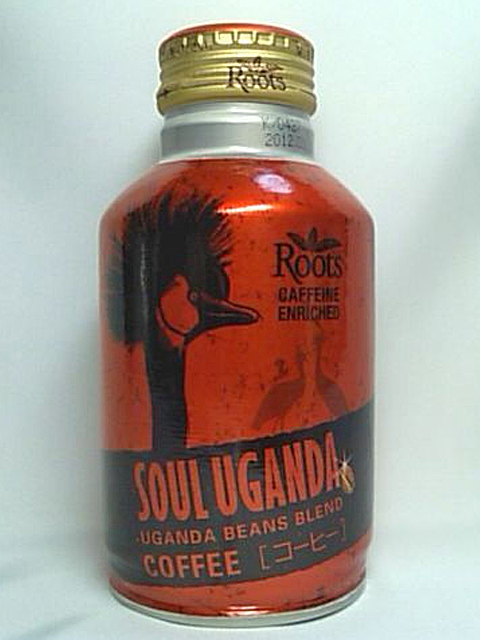 Roots
2012.
Roots
CAFFEINE
ENRICHED
SOUL UGANDA
UGANDA BEANS BLEND
COFFEE [コーヒー]